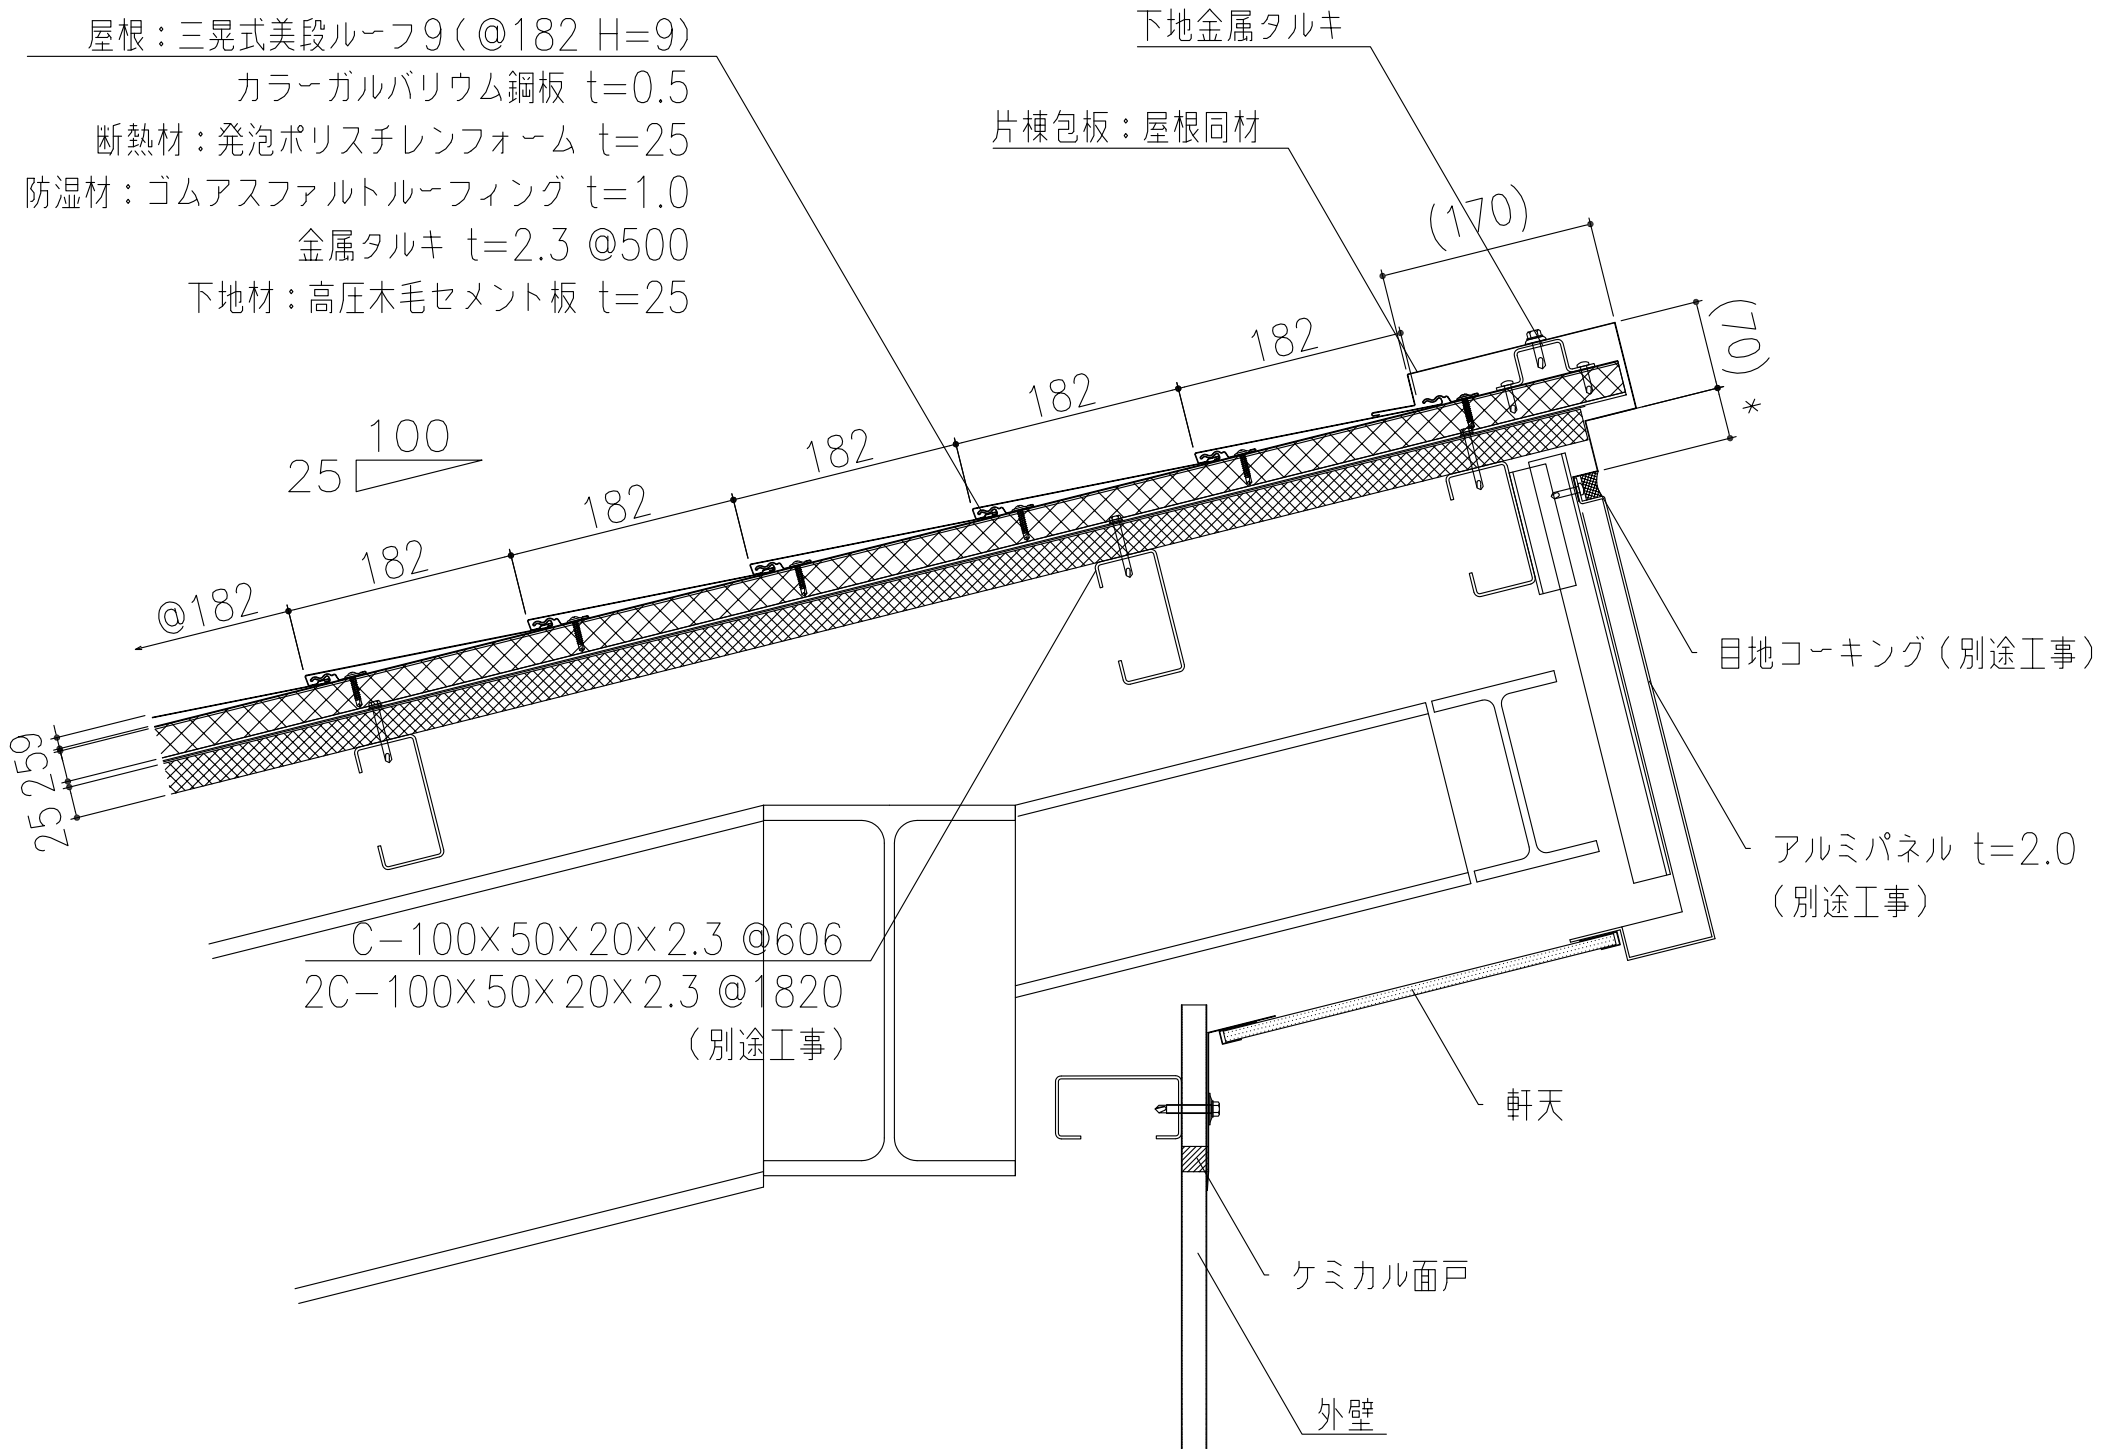 屋根：三晃式美段ルーフ9（@182 H=9）
カラーガルバリウム鋼板 t=0.5
断熱材：発泡ポリスチレンフォーム t=25
防湿材：ゴムアスファルトルーフィング t=1.0
金属タルキ t=2.3 @500
下地材：高圧木毛セメント板 t=25
下地金属タルキ
片棟包板：屋根同材
(170)
(70)
*
182
182
182
182
182
@182
100
25
9
25
25
目地コーキング（別途工事）
アルミパネル t=2.0
（別途工事）
C-100×50×20×2.3 @606
2C-100×50×20×2.3 @1820
（別途工事）
軒天
ケミカル面戸
外壁